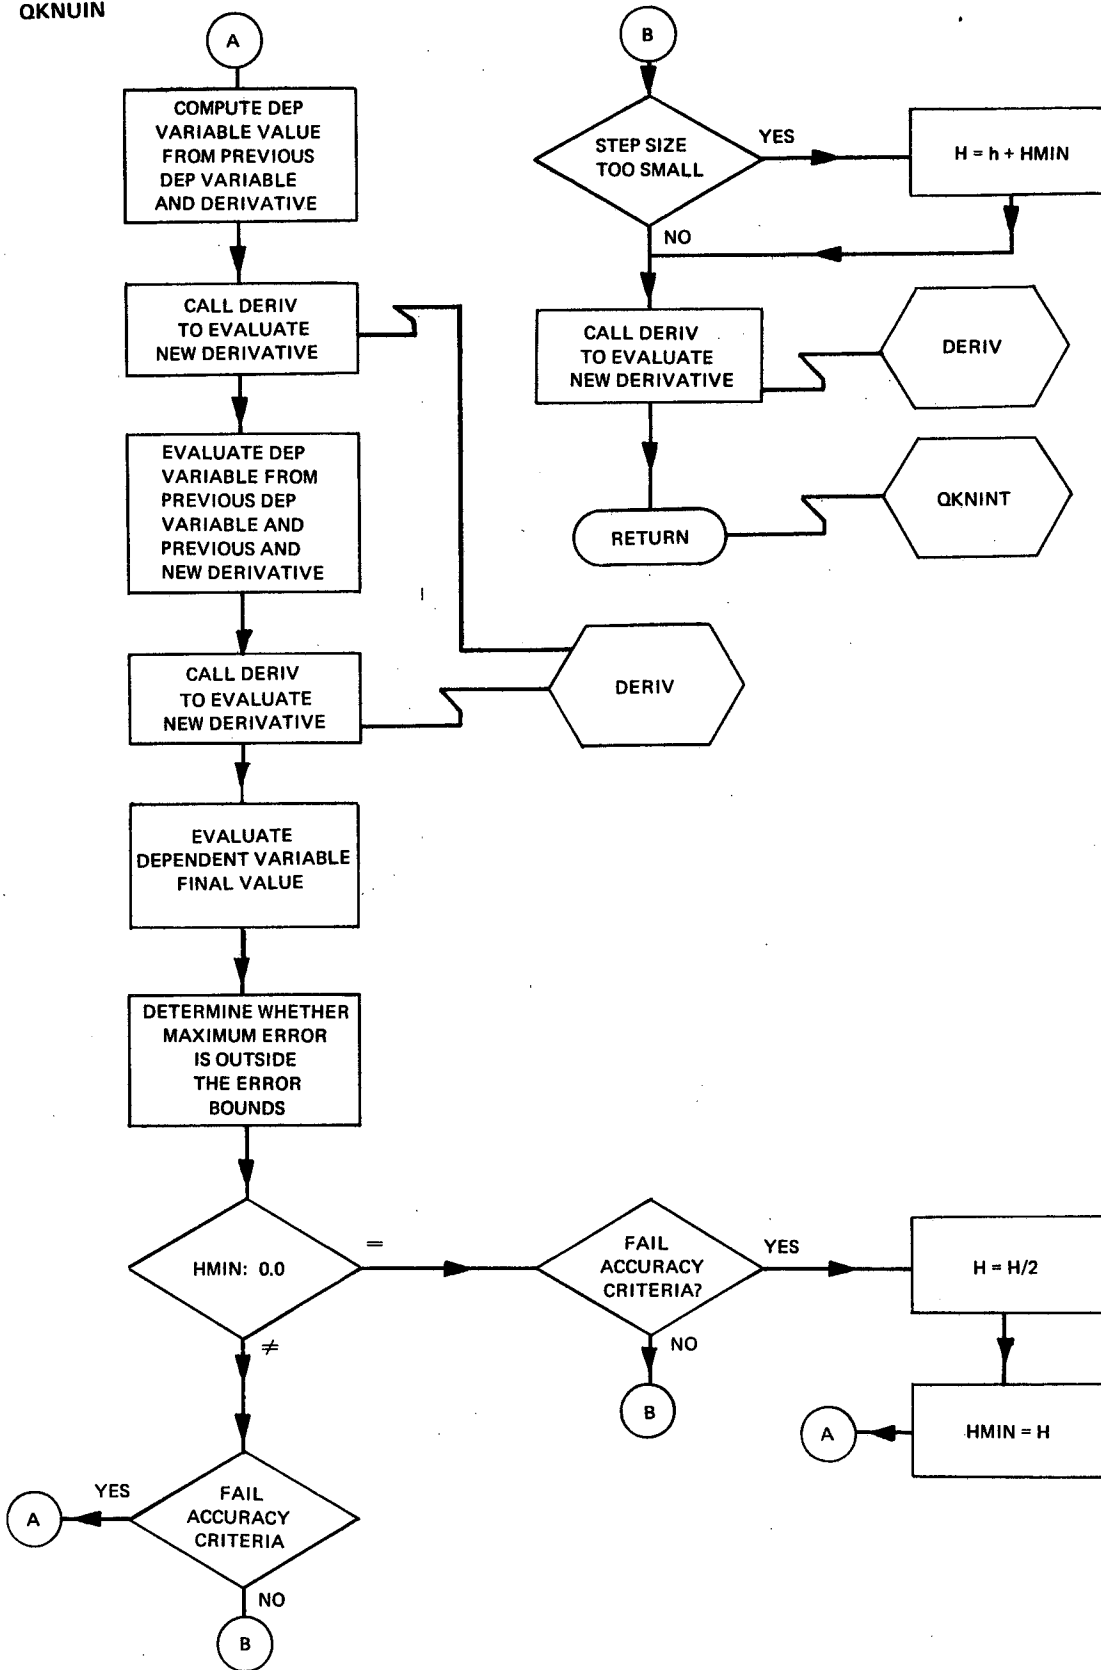 QKNUIN
A
COMPUTE DEP
VARIABLE VALUE
FROM PREVIOUS
DEP VARIABLE
AND DERIVATIVE
CALL DERIV
TO EVALUATE
NEW DERIVATIVE
EVALUATE DEP
VARIABLE FROM
PREVIOUS DEP
VARIABLE AND
PREVIOUS AND
NEW DERIVATIVE
CALL DERIV
TO EVALUATE
NEW DERIVATIVE
DERIV
EVALUATE
DEPENDENT VARIABLE
FINAL VALUE
DETERMINE WHETHER
MAXIMUM ERROR
IS OUTSIDE
THE ERROR
BOUNDS
HMIN: 0.0
=
≠
FAIL
ACCURACY
CRITERIA?
YES
H = H/2
HMIN = H
A
NO
B
FAIL
ACCURACY
CRITERIA
YES
A
NO
B
B
STEP SIZE
TOO SMALL
YES
H = h + HMIN
NO
CALL DERIV
TO EVALUATE
NEW DERIVATIVE
DERIV
RETURN
QKNINT